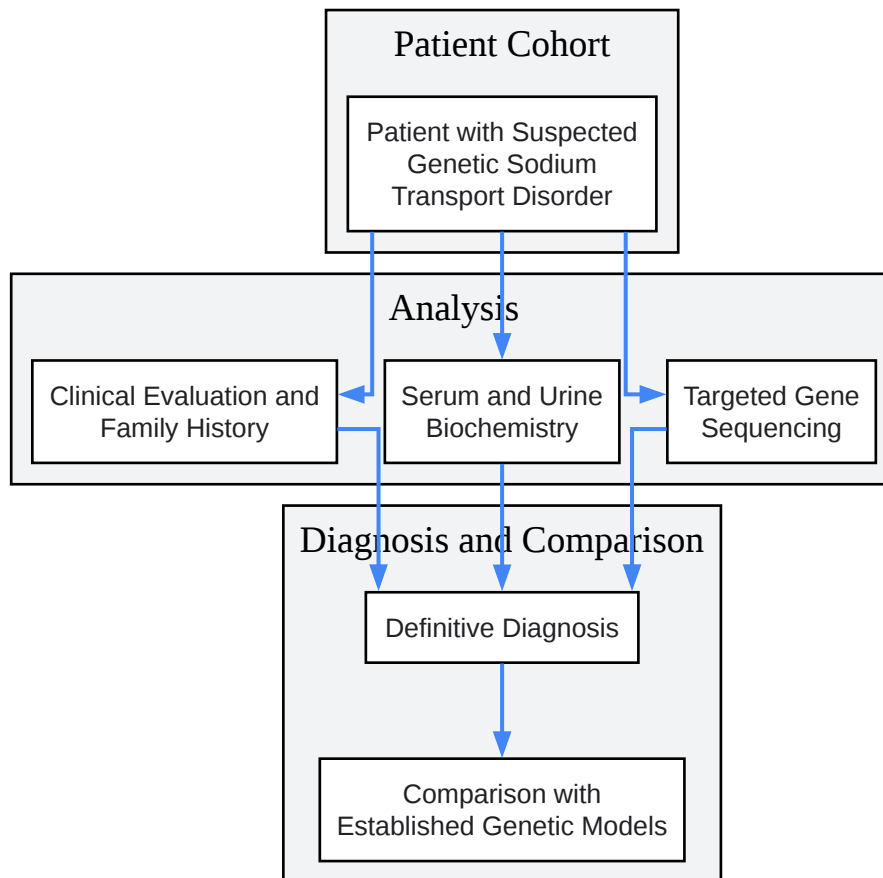 Patient Cohort
Patient with Suspected
Genetic Sodium
Transport Disorder
Analysis
Clinical Evaluation and
Family History
Serum and Urine
Biochemistry
Targeted Gene
Sequencing
Diagnosis and Comparison
Definitive Diagnosis
Comparison with
Established Genetic Models